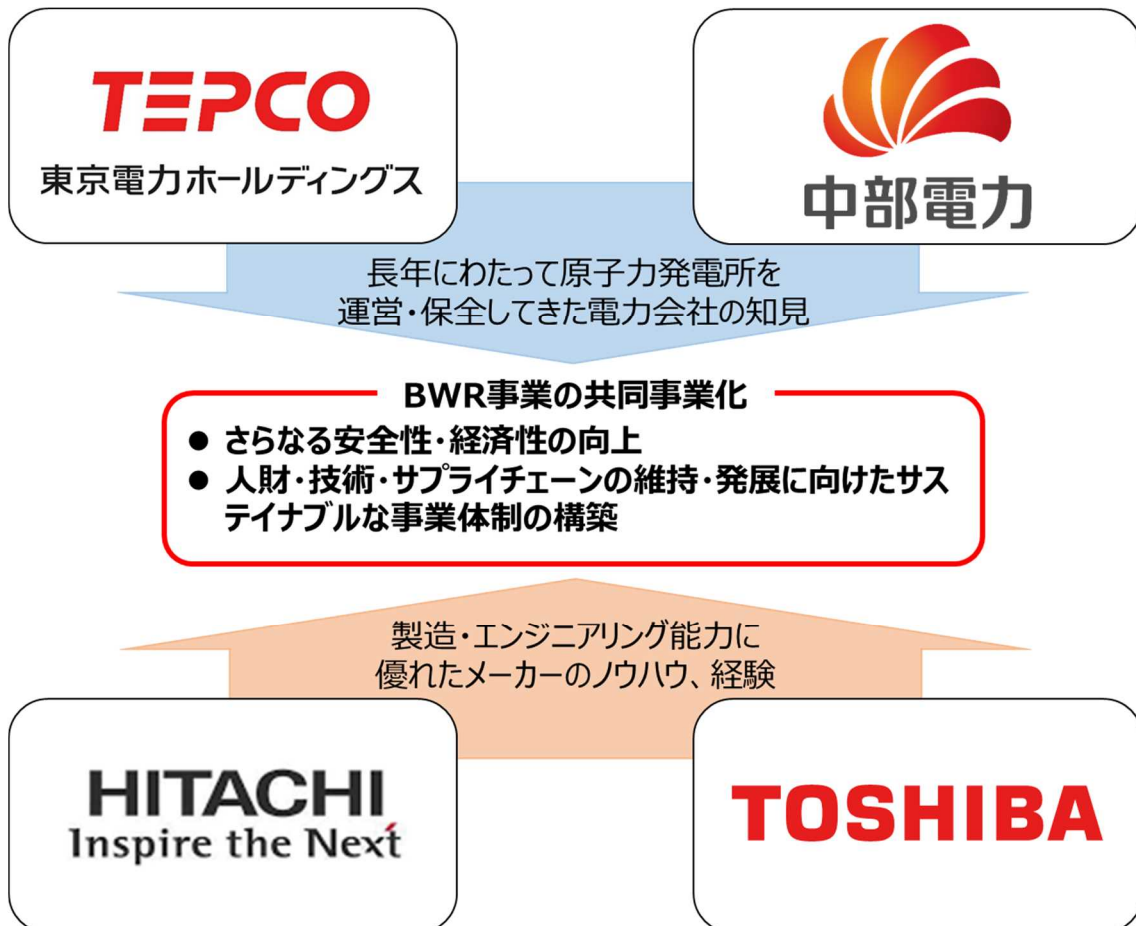 TEPCO
東京電力ホールディングス
中部電力
長年にわたって原子力発電所を
運営・保全してきた電力会社の知見
BWR事業の共同事業化
● さらなる安全性・経済性の向上
● 人財・技術・サプライチェーンの維持・発展に向けたサス
テイナブルな事業体制の構築
製造・エンジニアリング能力に
優れたメーカーのノウハウ、経験
HITACHI
Inspire the Next
TOSHIBA